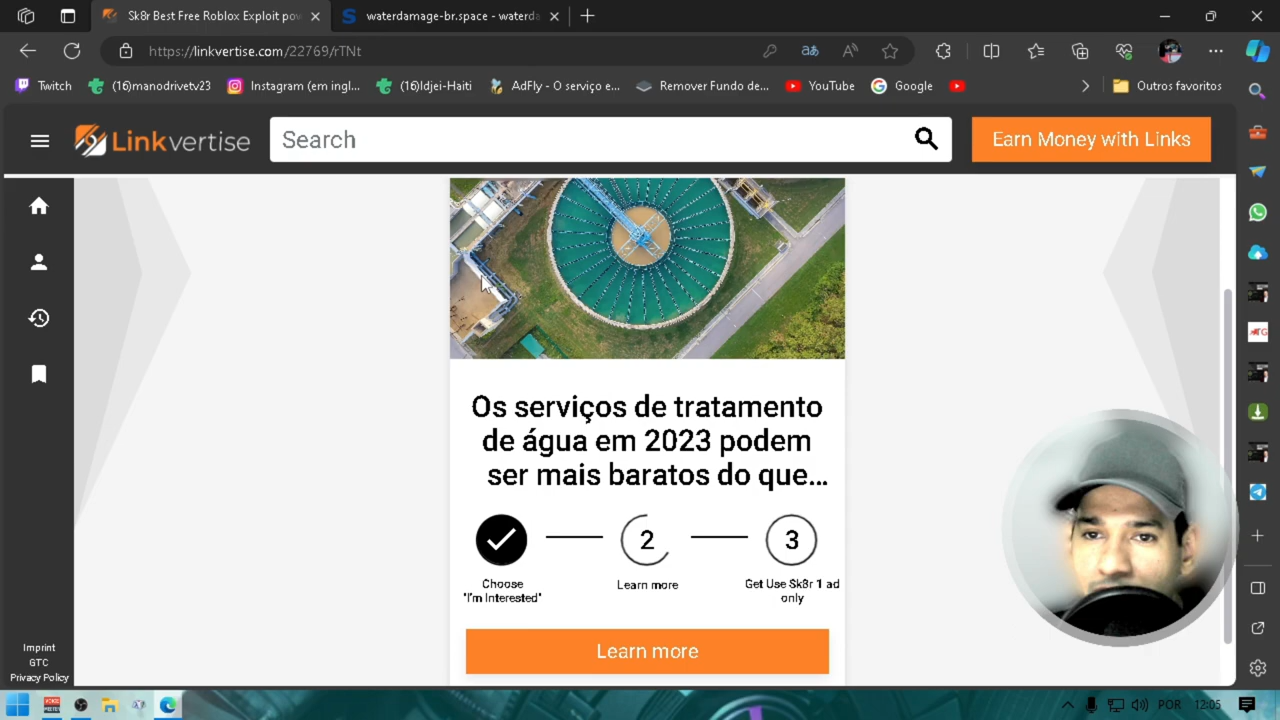 Sk8r Best Free Roblox Exploit pow
waterdamage-br.space - waterda
https://linkvertise.com/22769/rTNt
Twitch
(16)manodrivetv23
Instagram (em ingl...
(16)ldjei-Haiti
AdFly - O serviço e...
Remover Fundo de...
YouTube
Google
Outros favoritos
Linkvertise
Search
Earn Money with Links
Os serviços de tratamento
de água em 2023 podem
ser mais baratos do que...
2
3
Choose
"I'm Interested"
Learn more
Get Use Sk8r 1 ad
only
Learn more
Imprint
GTC
Privacy Policy
POR
12:05